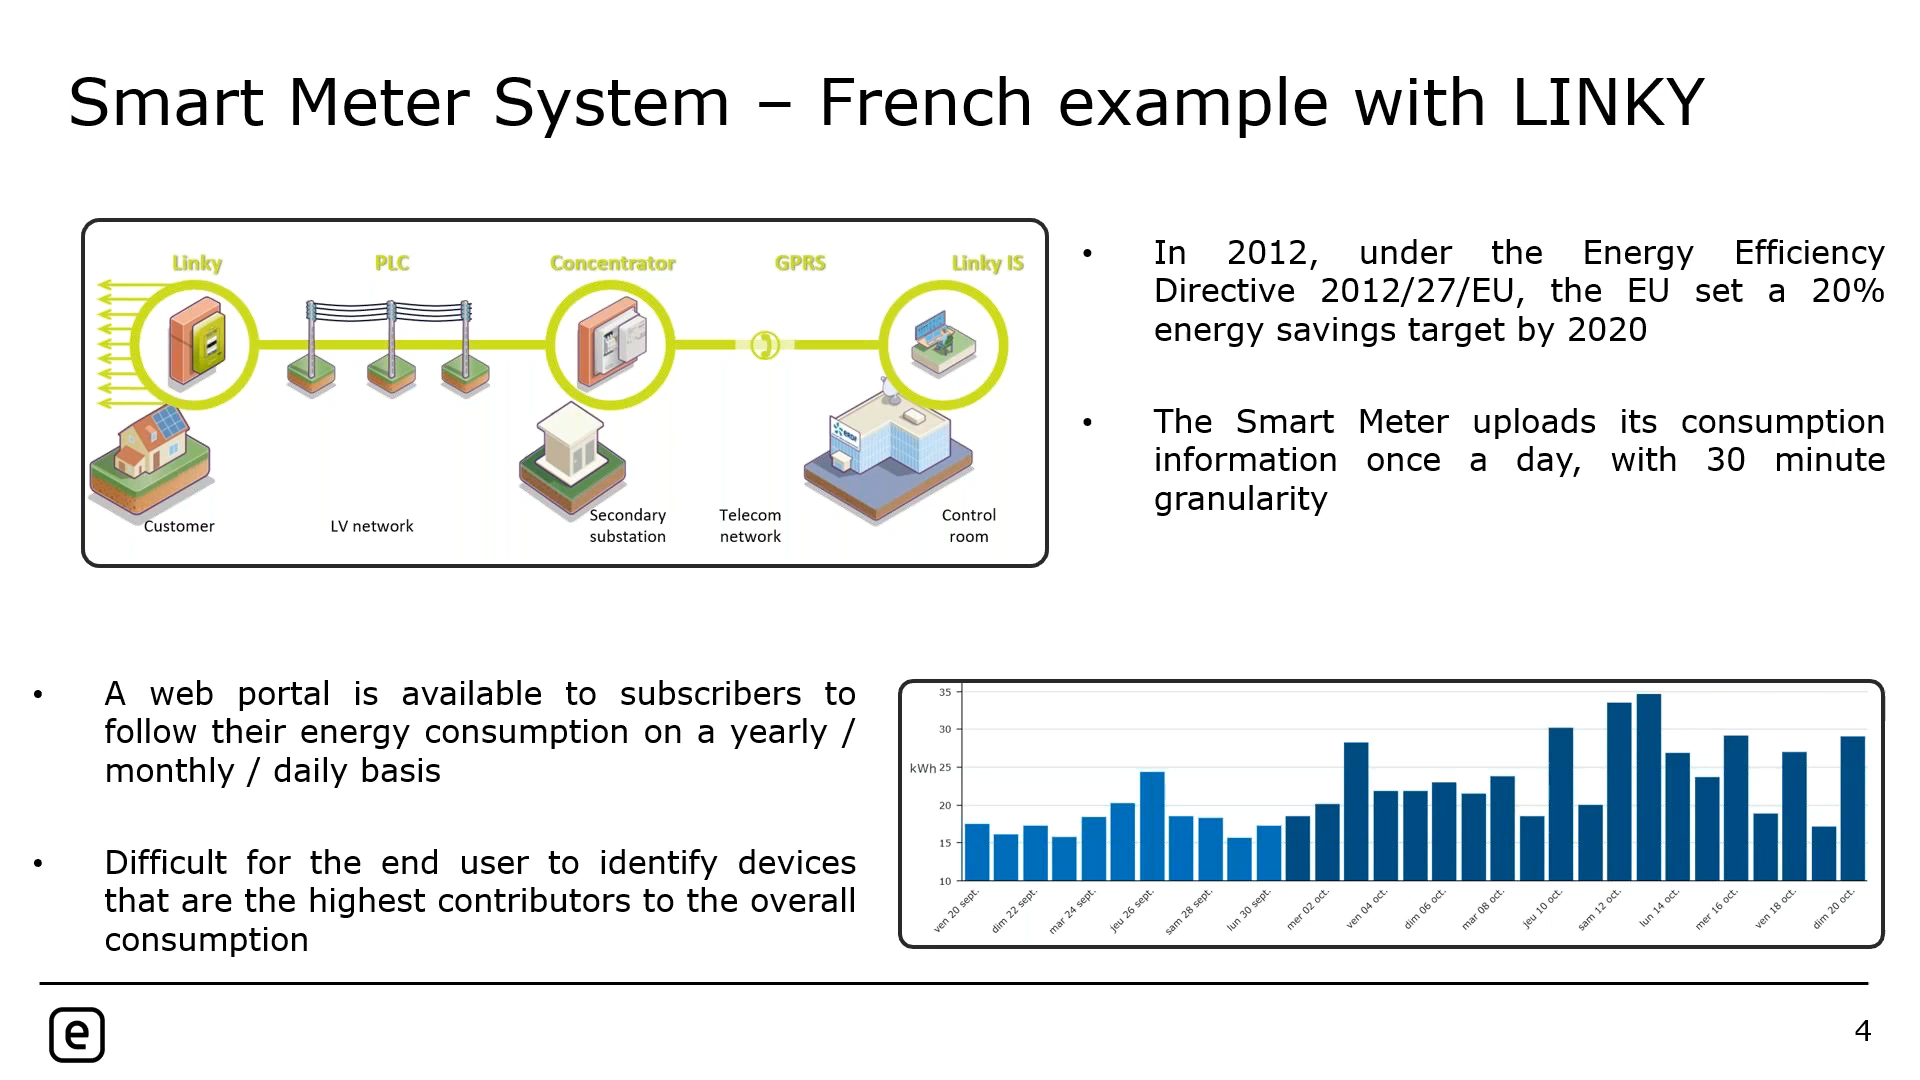 Smart Meter System – French example with LINKY
Linky
PLC
Concentrator
GPRS
Linky IS
erdf
Customer
LV network
Secondary
substation
Telecom
network
Control
room
• In 2012, under the Energy Efficiency
Directive 2012/27/EU, the EU set a 20%
energy savings target by 2020
• The Smart Meter uploads its consumption
information once a day, with 30 minute
granularity
• A web portal is available to subscribers to
follow their energy consumption on a yearly /
monthly / daily basis
• Difficult for the end user to identify devices
that are the highest contributors to the overall
consumption
35
30
kWh 25
20
15
10
ven 20 sept.
dim 22 sept.
mar 24 sept.
jeu 26 sept.
sam 28 sept.
lun 30 sept.
mer 02 oct.
ven 04 oct.
dim 06 oct.
mar 08 oct.
jeu 10 oct.
sam 12 oct.
lun 14 oct.
mer 16 oct.
ven 18 oct.
dim 20 oct.
e
4